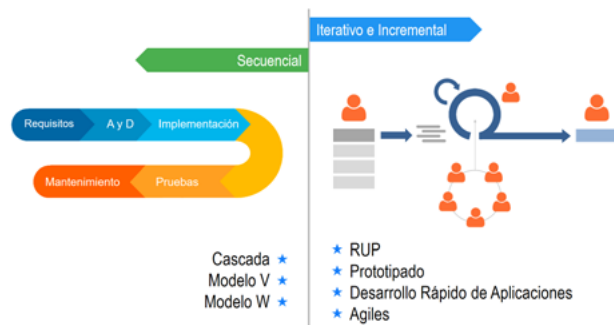 Iterativo e Incremental
Secuencial
Requisitos
A y D
Implementación
Mantenimiento
Pruebas
Cascada
Modelo V
Modelo W
RUP
Prototipado
Desarrollo Rápido de Aplicaciones
Agiles